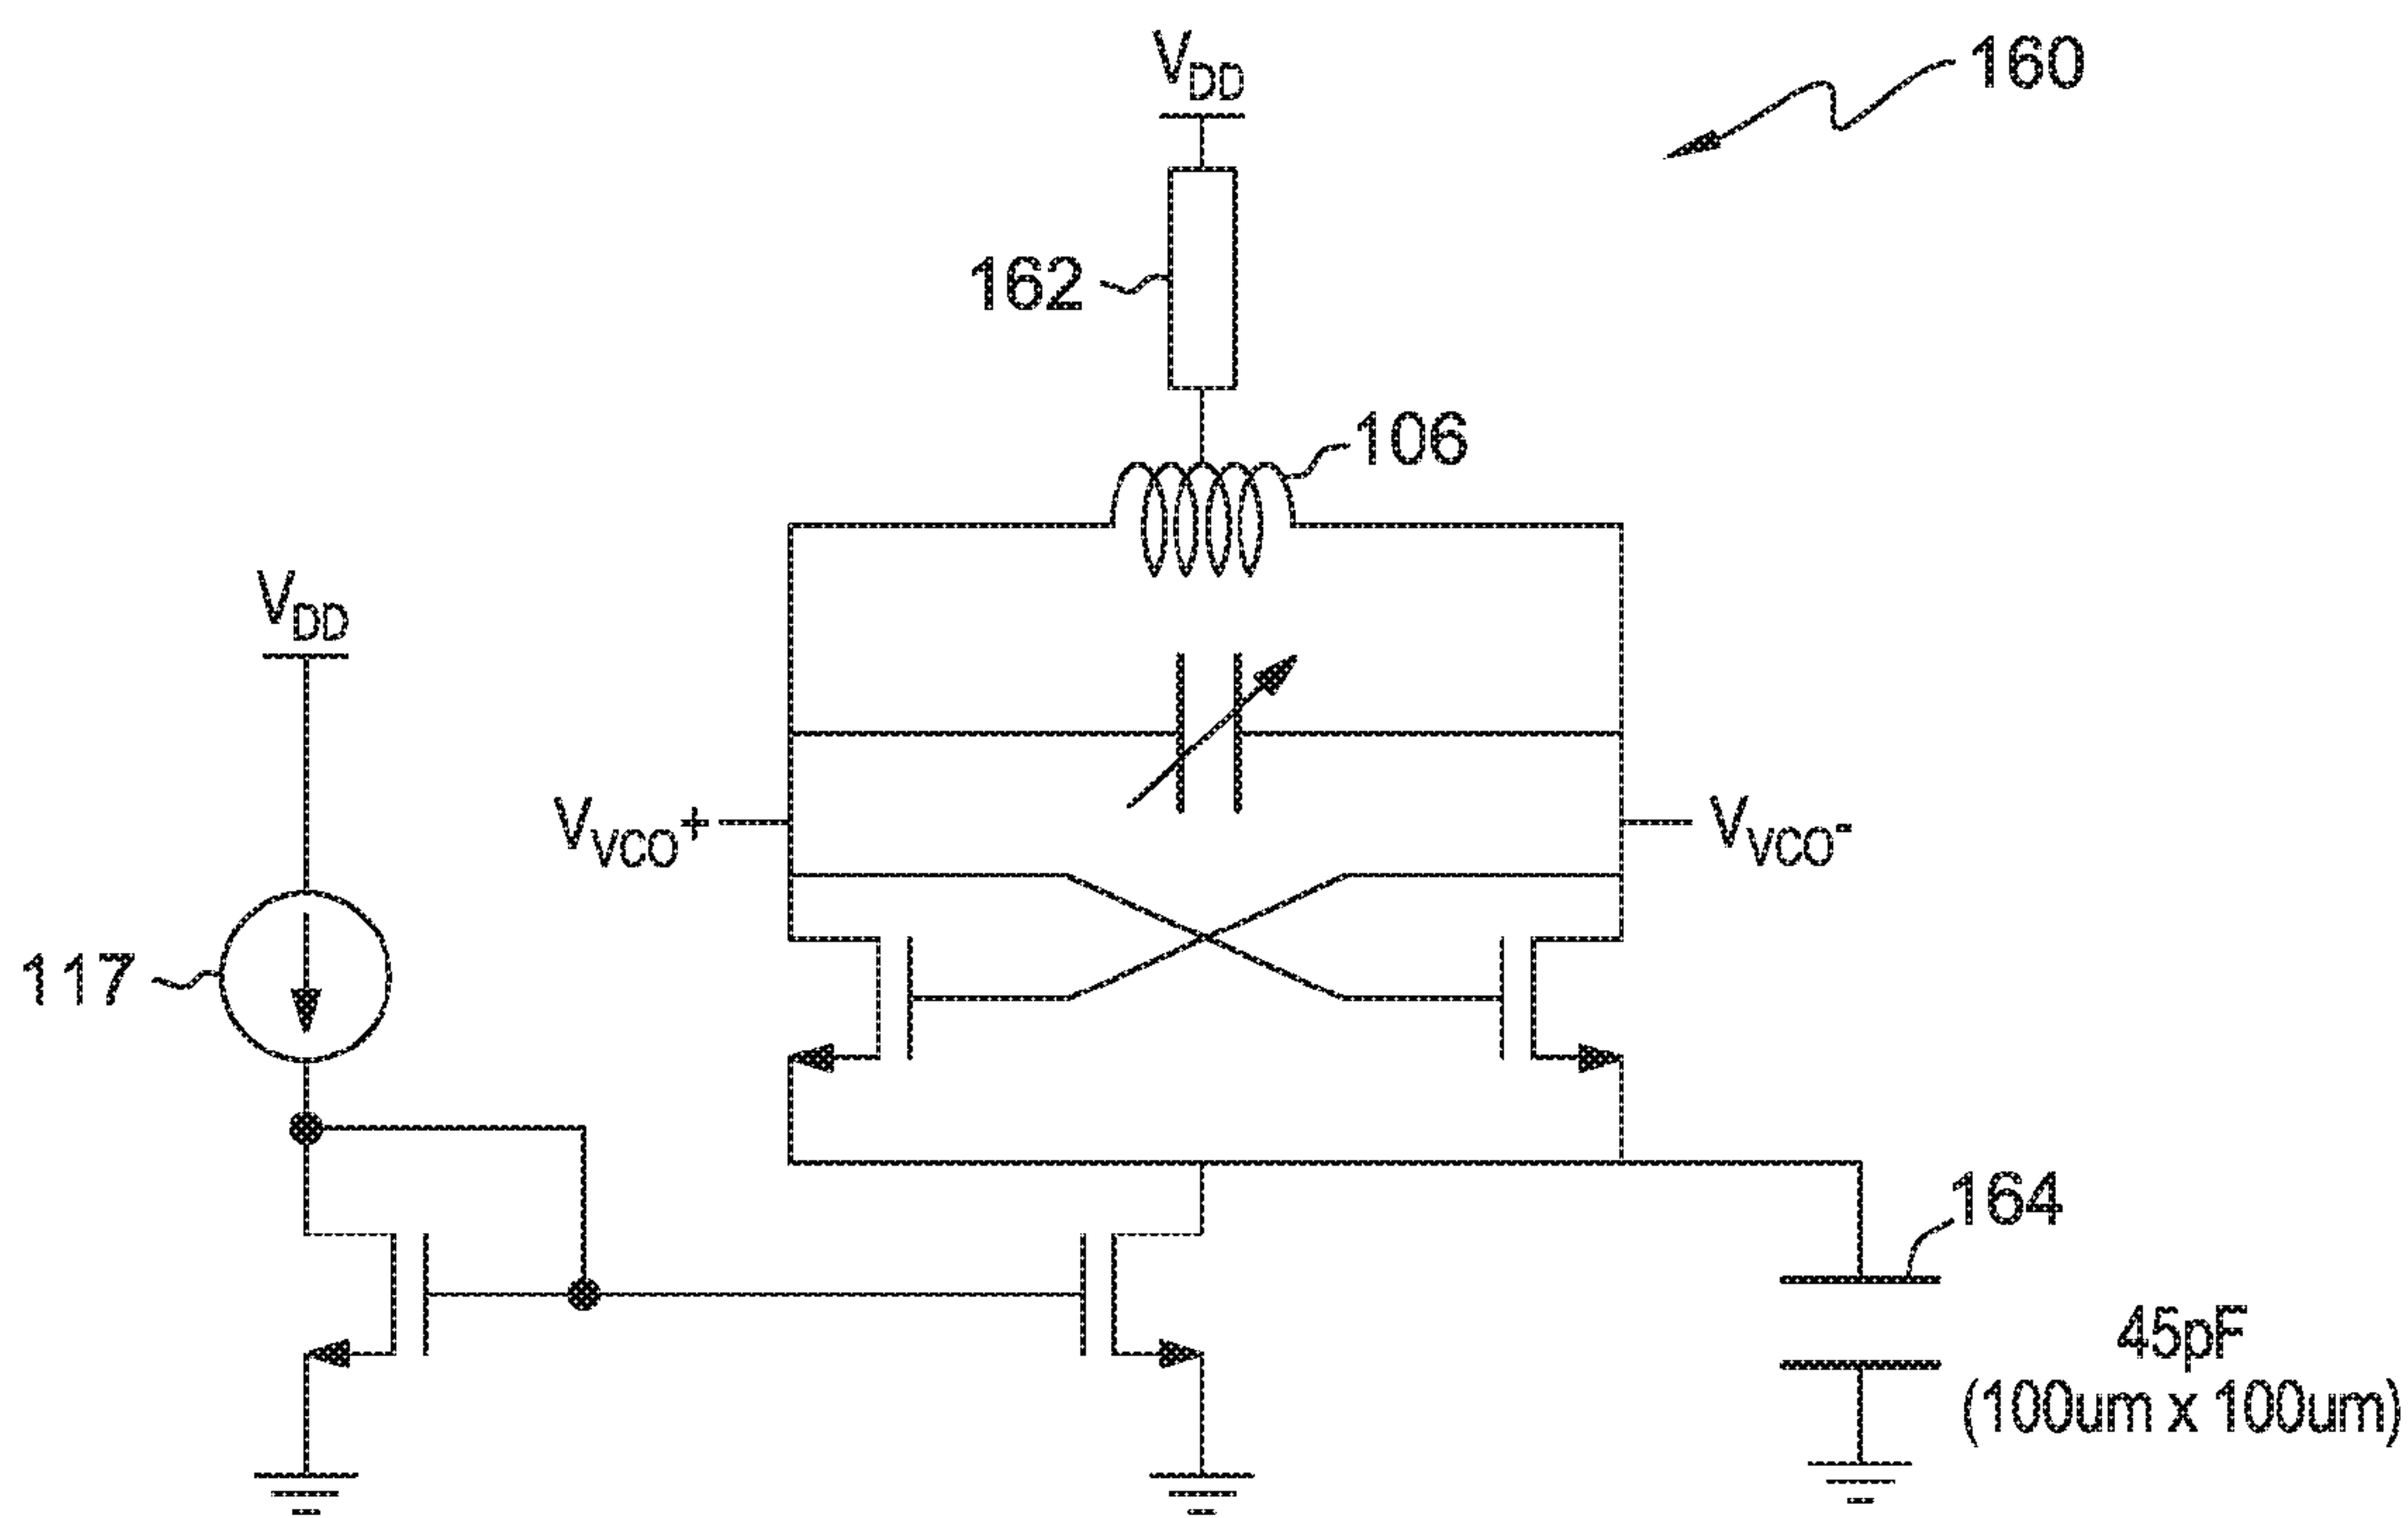 VDD
160
162
106
VDD
VVCO+
VVCO-
117
164
45pF
(100um x 100um)